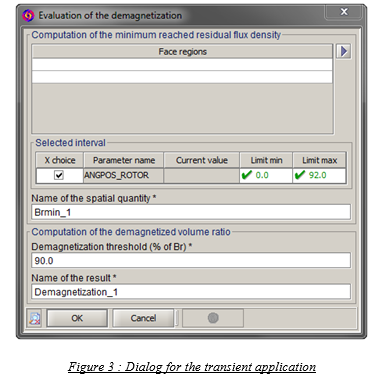 Evaluation of the demagnetization
x
Computation of the minimum reached residual flux density
Face regions
Selected interval
X choice Parameter name Current value Limit min Limit max
ANGPOS_ROTOR 0.0 92.0
Name of the spatial quantity *
Brmin_1
Computation of the demagnetized volume ratio
Demagnetization threshold (% of Br) *
90.0
Name of the result *
Demagnetization_1
OK Cancel
Figure 3 : Dialog for the transient application